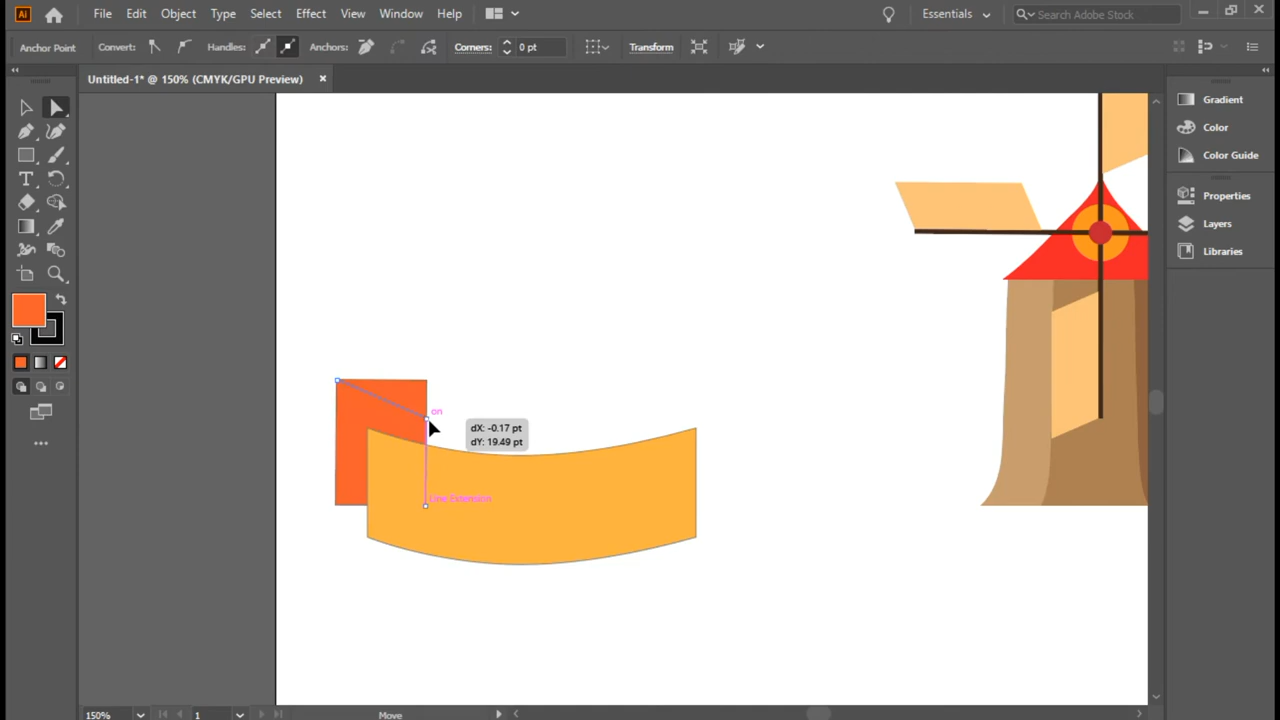 Ai File Edit Object Type Select Effect View Window Help Essentials Search Adobe Stock
Anchor Point Convert: Handles: Anchors: Corners: 0 pt Transform
Untitled-1* @ 150% (CMYK/GPU Preview) ×
Gradient
Color
Color Guide
Properties
Layers
Libraries
on
dX: -0.17 pt
dY: 19.49 pt
Line Extension
150% 1 Move